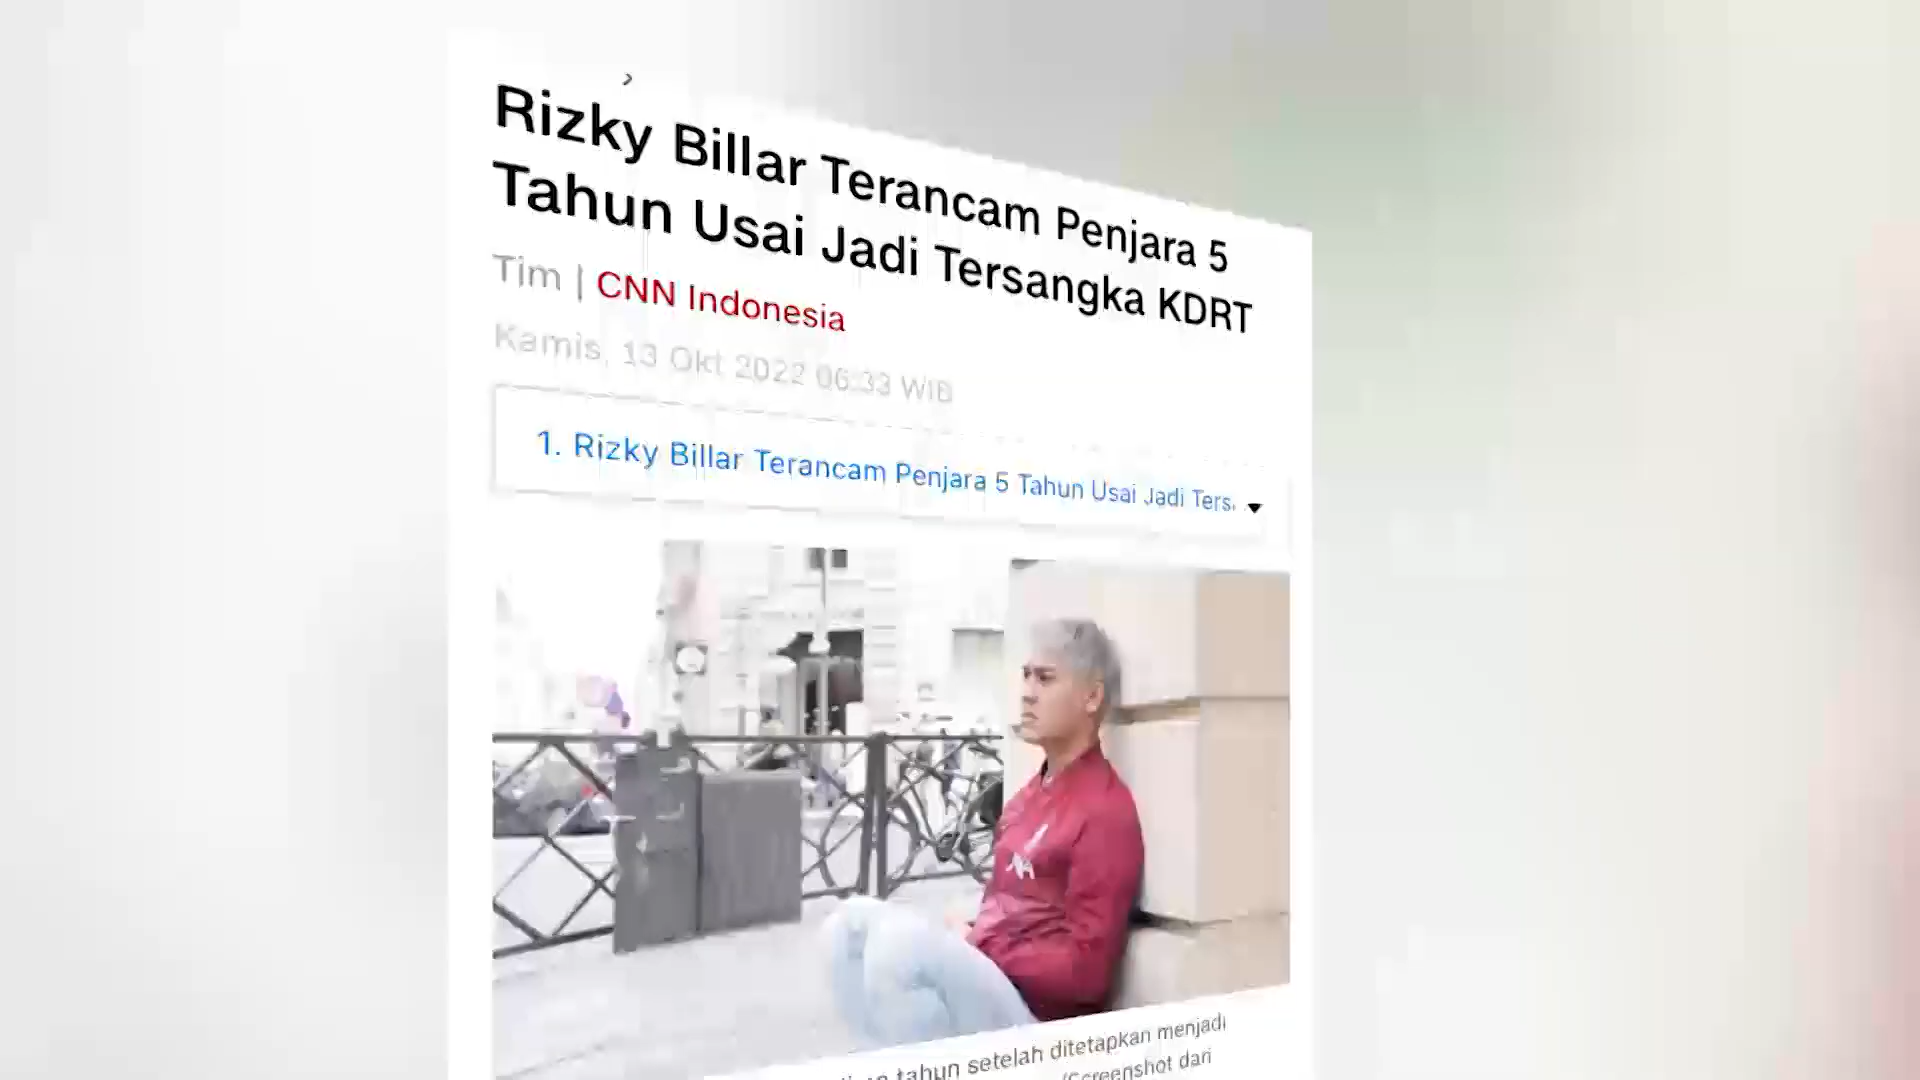 Rizky Billar Terancam Penjara 5
Tahun Usai Jadi Tersangka KDRT
Tim | CNN Indonesia
Kamis, 13 Okt 2022 06:33 WIB
1. Rizky Billar Terancam Penjara 5 Tahun Usai Jadi Ters.
tahun setelah ditetapkan menjadi
(Screenshot dari